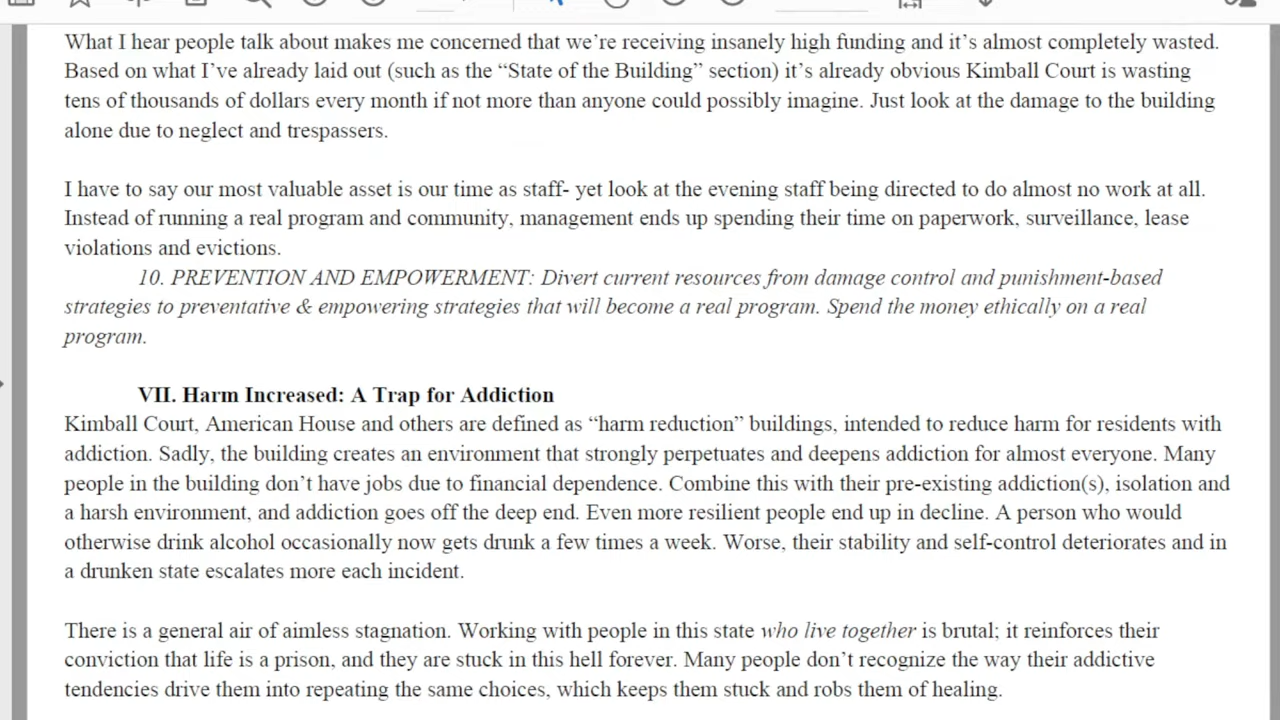 What I hear people talk about makes me concerned that we’re receiving insanely high funding and it’s almost completely wasted.
Based on what I’ve already laid out (such as the “State of the Building” section) it’s already obvious Kimball Court is wasting
tens of thousands of dollars every month if not more than anyone could possibly imagine. Just look at the damage to the building
alone due to neglect and trespassers.
I have to say our most valuable asset is our time as staff- yet look at the evening staff being directed to do almost no work at all.
Instead of running a real program and community, management ends up spending their time on paperwork, surveillance, lease
violations and evictions.
10. PREVENTION AND EMPOWERMENT: Divert current resources from damage control and punishment-based
strategies to preventative & empowering strategies that will become a real program. Spend the money ethically on a real
program.
VII. Harm Increased: A Trap for Addiction
Kimball Court, American House and others are defined as “harm reduction” buildings, intended to reduce harm for residents with
addiction. Sadly, the building creates an environment that strongly perpetuates and deepens addiction for almost everyone. Many
people in the building don’t have jobs due to financial dependence. Combine this with their pre-existing addiction(s), isolation and
a harsh environment, and addiction goes off the deep end. Even more resilient people end up in decline. A person who would
otherwise drink alcohol occasionally now gets drunk a few times a week. Worse, their stability and self-control deteriorates and in
a drunken state escalates more each incident.
There is a general air of aimless stagnation. Working with people in this state who live together is brutal; it reinforces their
conviction that life is a prison, and they are stuck in this hell forever. Many people don’t recognize the way their addictive
tendencies drive them into repeating the same choices, which keeps them stuck and robs them of healing.